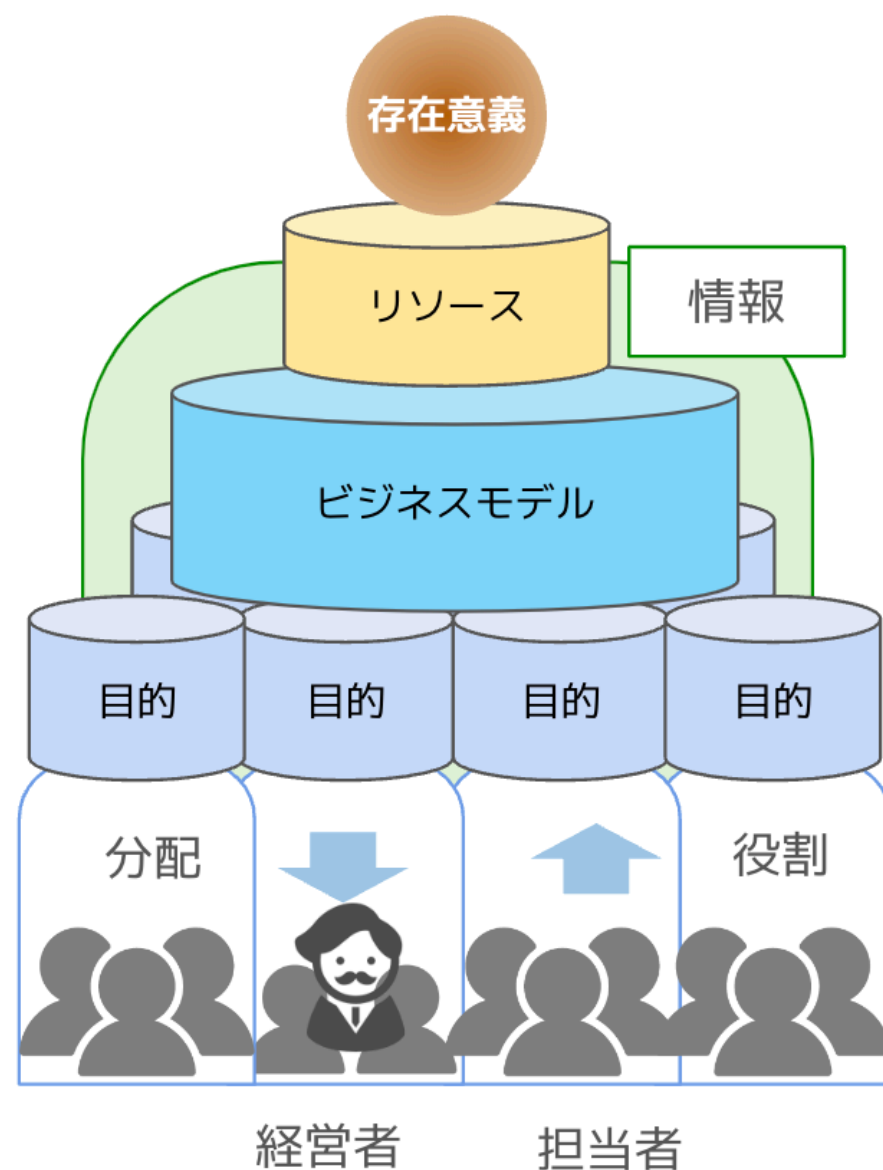 存在意義
リソース
情報
ビジネスモデル
目的
目的
目的
目的
分配
役割
経営者
担当者